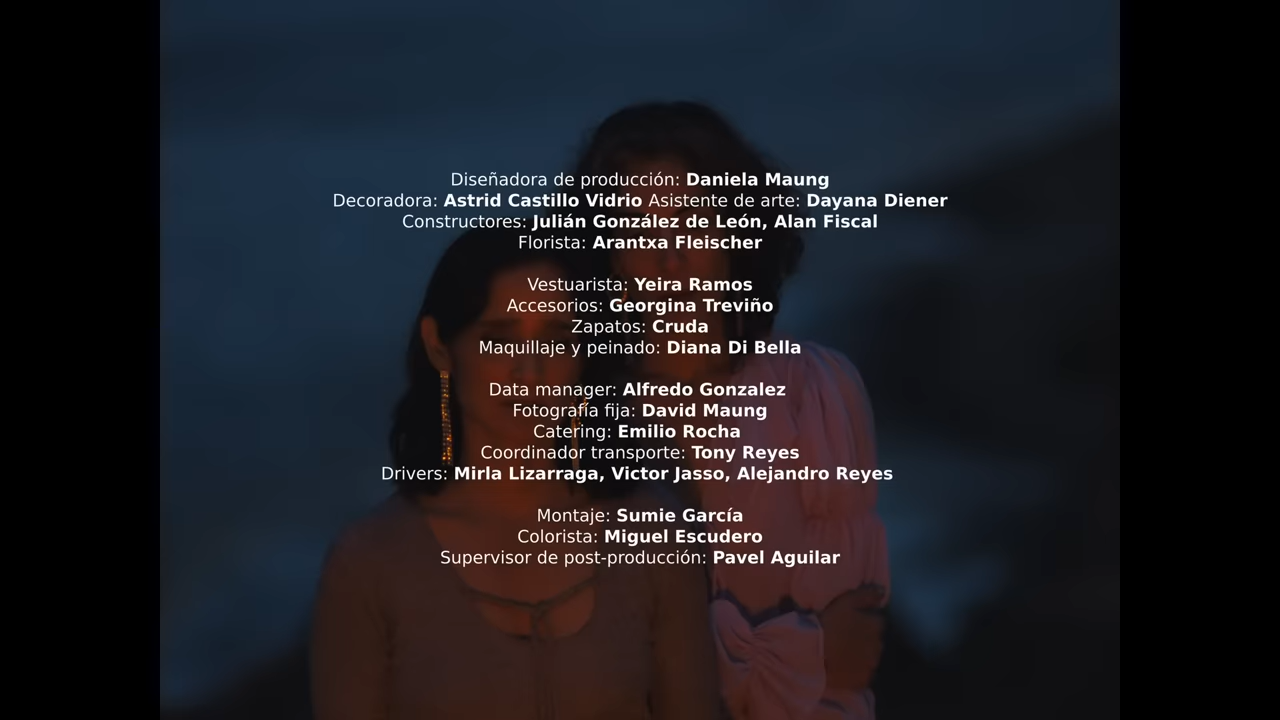 Diseñadora de producción: Daniela Maung
Decoradora: Astrid Castillo Vidrio Asistente de arte: Dayana Diener
Constructores: Julián González de León, Alan Fiscal
Florista: Arantxa Fleischer
Vestuarista: Yeira Ramos
Accesorios: Georgina Treviño
Zapatos: Cruda
Maquillaje y peinado: Diana Di Bella
Data manager: Alfredo Gonzalez
Fotografía fija: David Maung
Catering: Emilio Rocha
Coordinador transporte: Tony Reyes
Drivers: Mirla Lizarraga, Victor Jasso, Alejandro Reyes
Montaje: Sumie García
Colorista: Miguel Escudero
Supervisor de post-producción: Pavel Aguilar